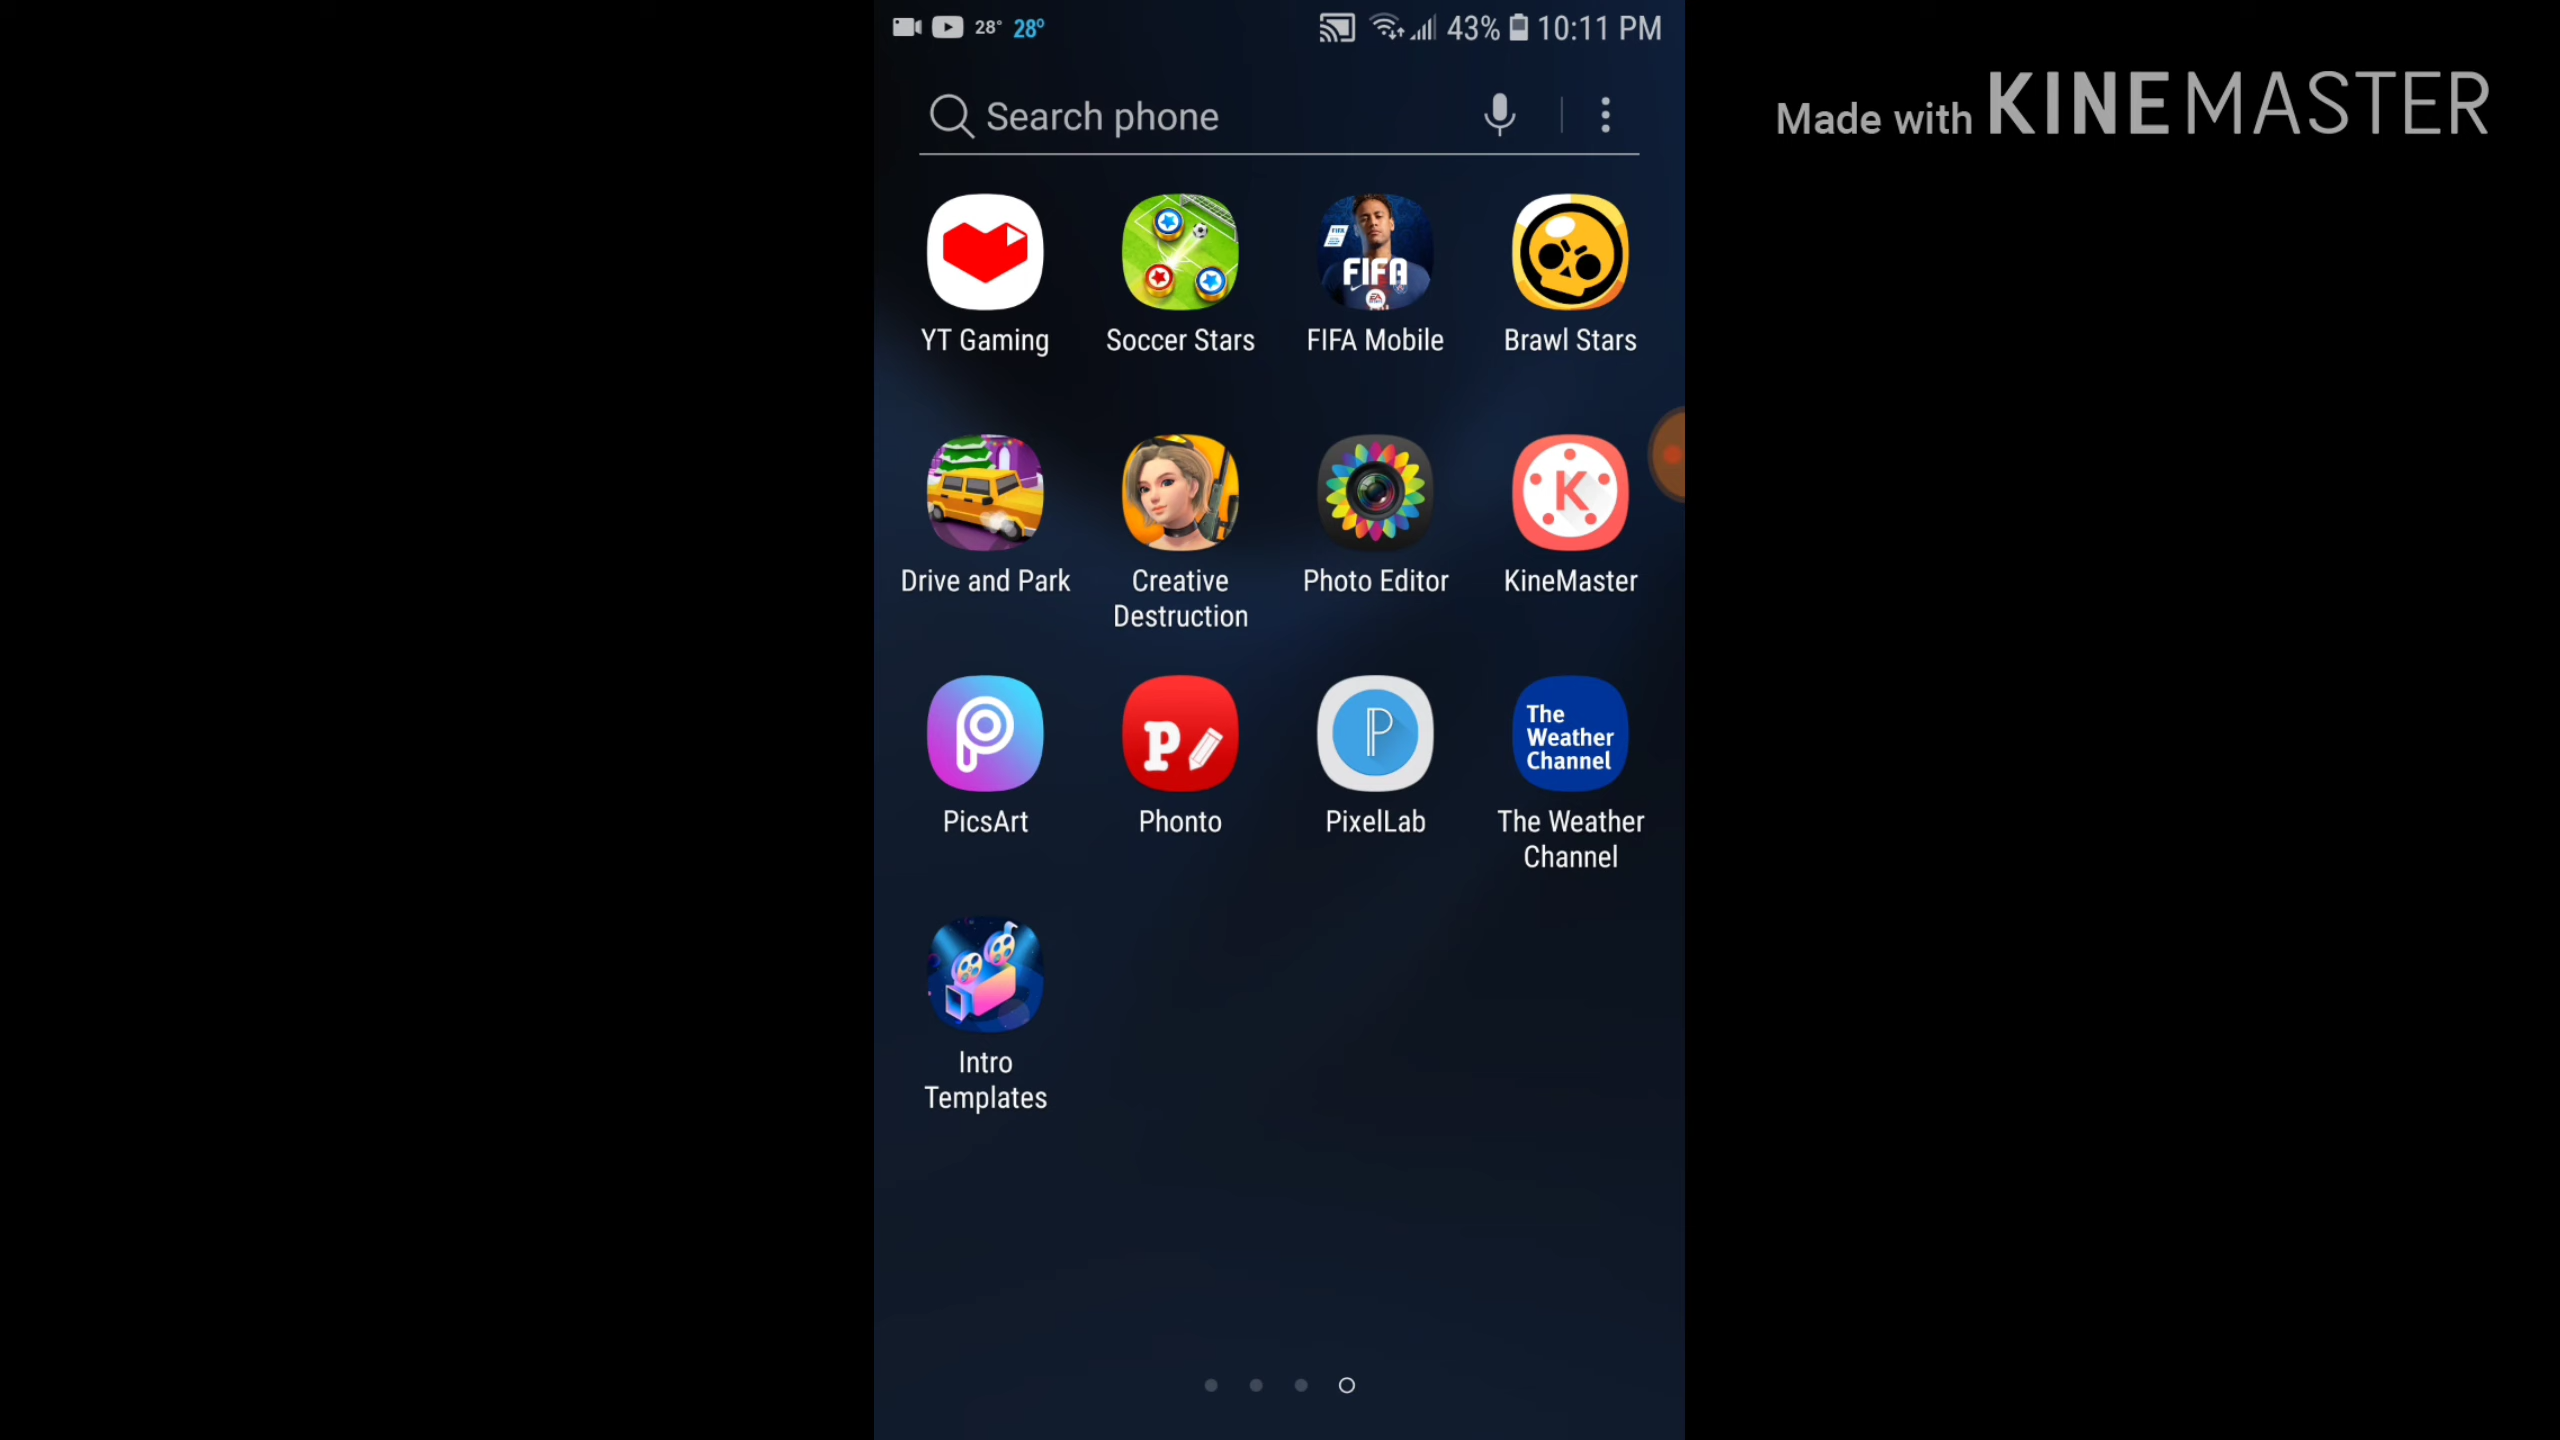 28° 28° 43% 10:11 PM
Made with KINEMASTER
Search phone
FIFA
FIFA
YT Gaming Soccer Stars FIFA Mobile Brawl Stars
K
Drive and Park Creative Destruction Photo Editor KineMaster
P P The Weather Channel
PicsArt Phonto PixelLab The Weather Channel
Intro
Templates